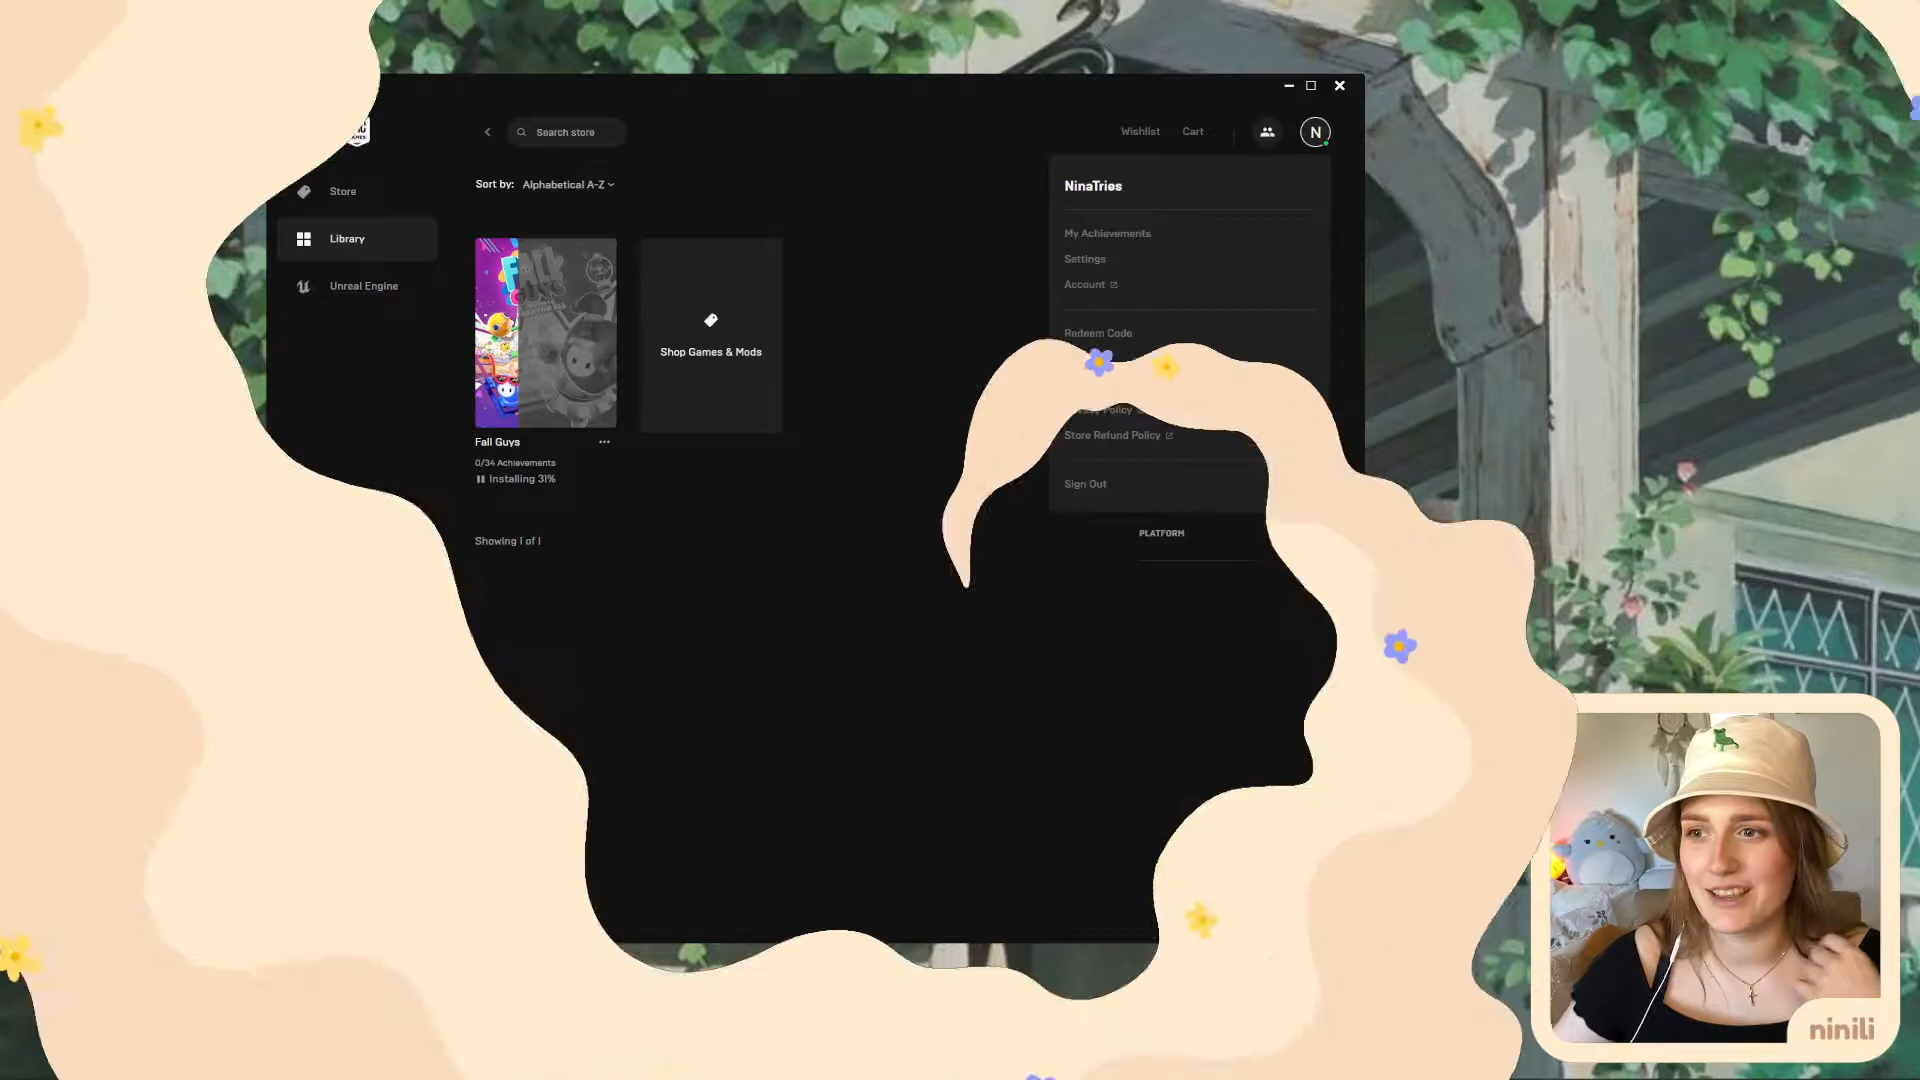 Search store
Wishlist
Cart
N
Sort by: Alphabetical A-Z
NinaTries
Store
Library
Unreal Engine
My Achievements
Settings
Account
Redeem Code
Shop Games & Mods
Policy
Store Refund Policy
Fall Guys
0/34 Achievements
Installing 31%
Sign Out
PLATFORM
Showing 1 of 1
ninili